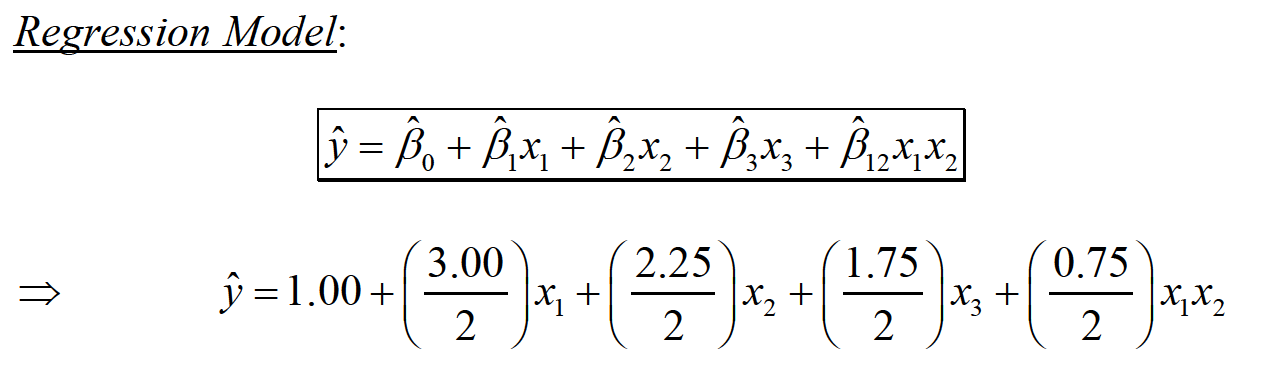 Regression Model:
ŷ = β̂₀ + β̂₁x₁ + β̂₂x₂ + β̂₃x₃ + β̂₁₂x₁x₂
⇒ ŷ = 1.00 + (3.00/2)x₁ + (2.25/2)x₂ + (1.75/2)x₃ + (0.75/2)x₁x₂